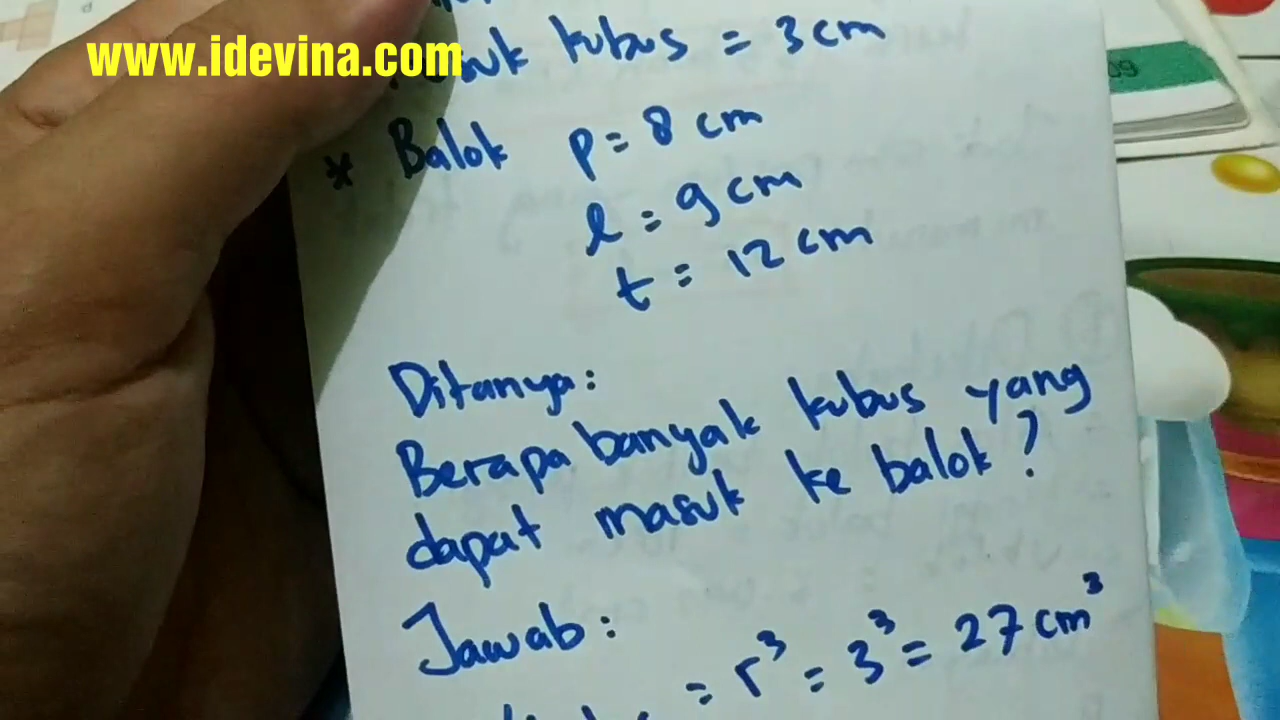 www.idevina.com
kubus = 3 cm
* Balok p = 8 cm
l = 9 cm
t = 12 cm
Ditanya:
Berapa banyak kubus yang
dapat masuk ke balok?
Jawab:
= r³ = 3³ = 27 cm³